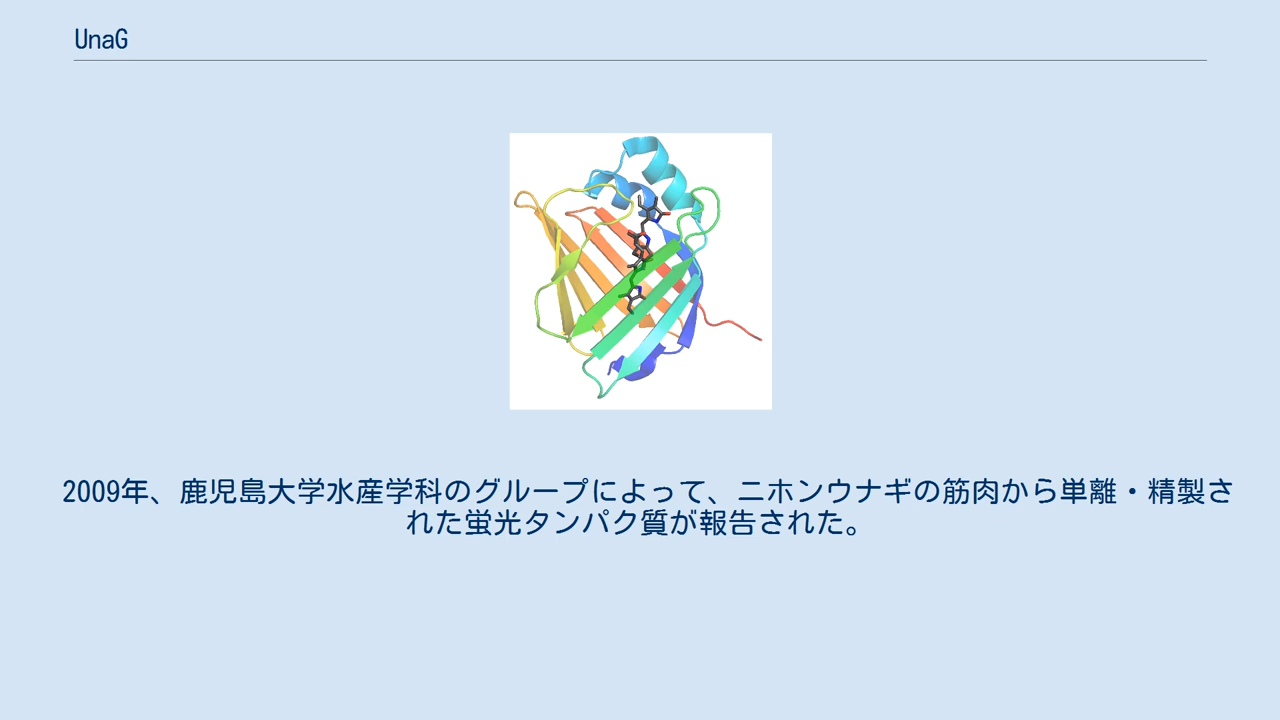 UnaG
2009年、鹿児島大学水産学科のグループによって、ニホンウナギの筋肉から単離・精製さ
れた蛍光タンパク質が報告された。